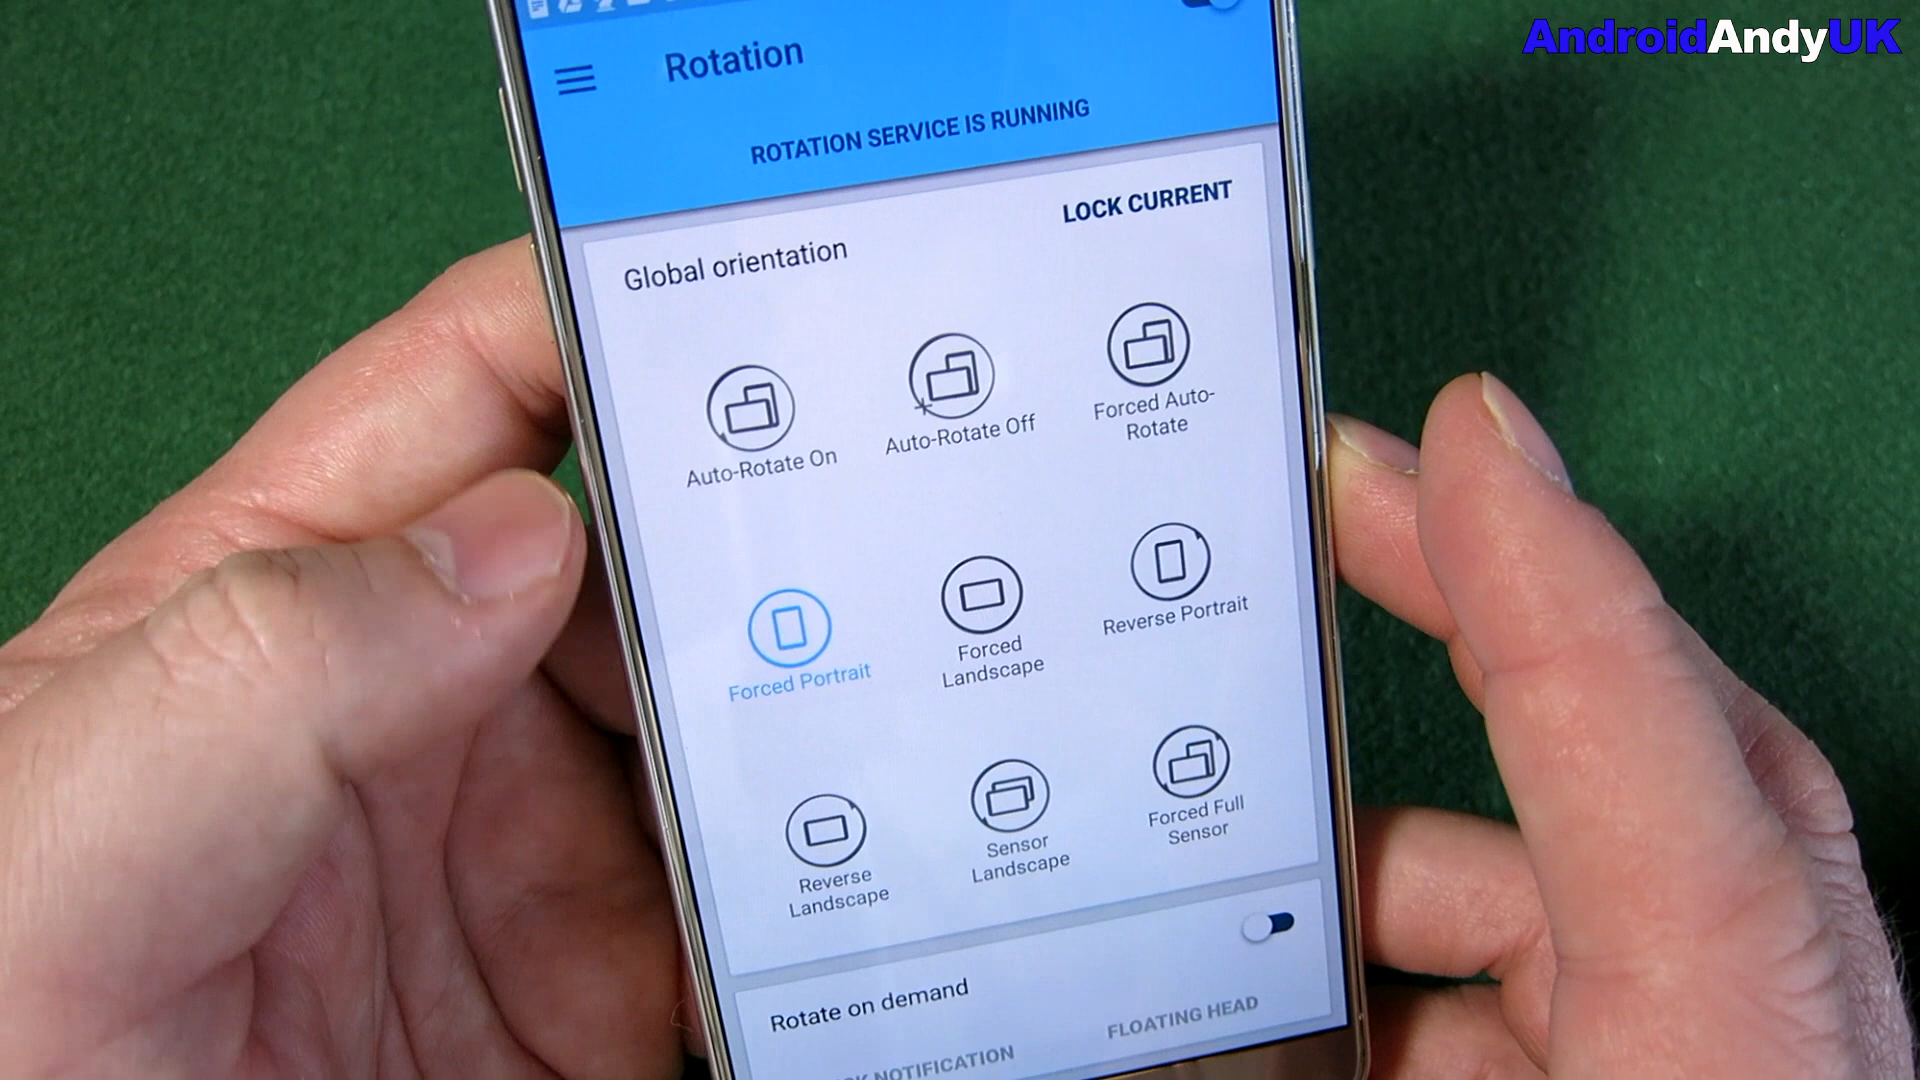 AndroidAndyUK
Rotation
ROTATION SERVICE IS RUNNING
LOCK CURRENT
Global orientation
Auto-Rotate On
Auto-Rotate Off
Forced Auto-
Rotate
Forced Portrait
Forced
Landscape
Reverse Portrait
Reverse
Landscape
Sensor
Landscape
Forced Full
Sensor
Rotate on demand
NOTIFICATION
FLOATING HEAD